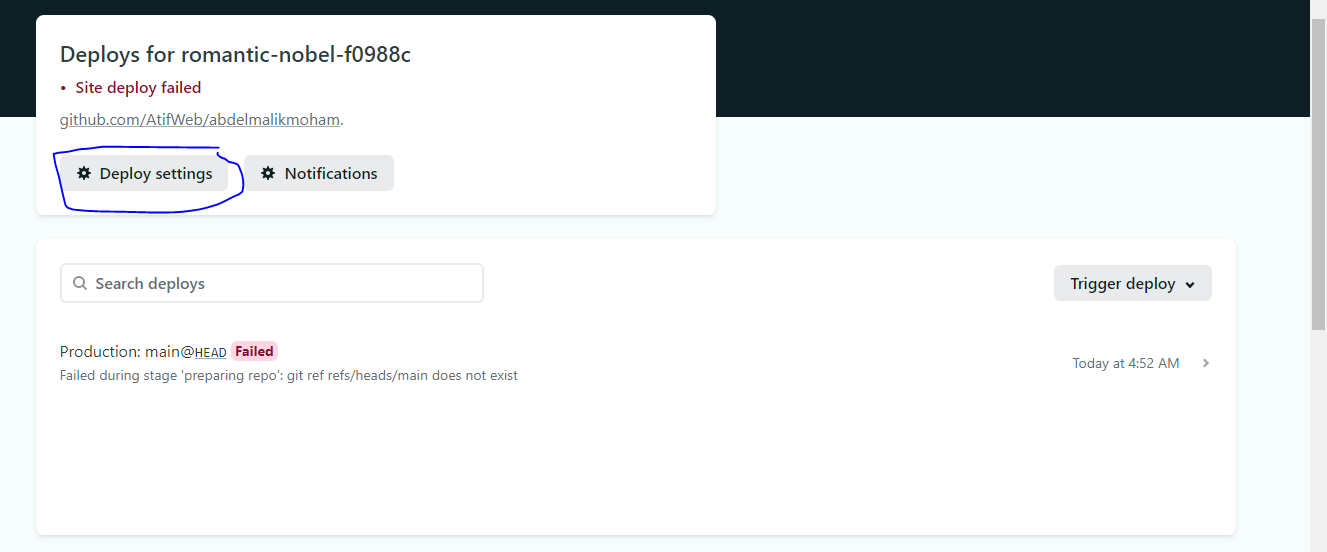 Deploys for romantic-nobel-f0988c
• Site deploy failed
github.com/AtifWeb/abdelmalikmoham.
Deploy settings
Notifications
Search deploys
Trigger deploy
Production: main@HEAD Failed
Failed during stage 'preparing repo': git ref refs/heads/main does not exist
Today at 4:52 AM